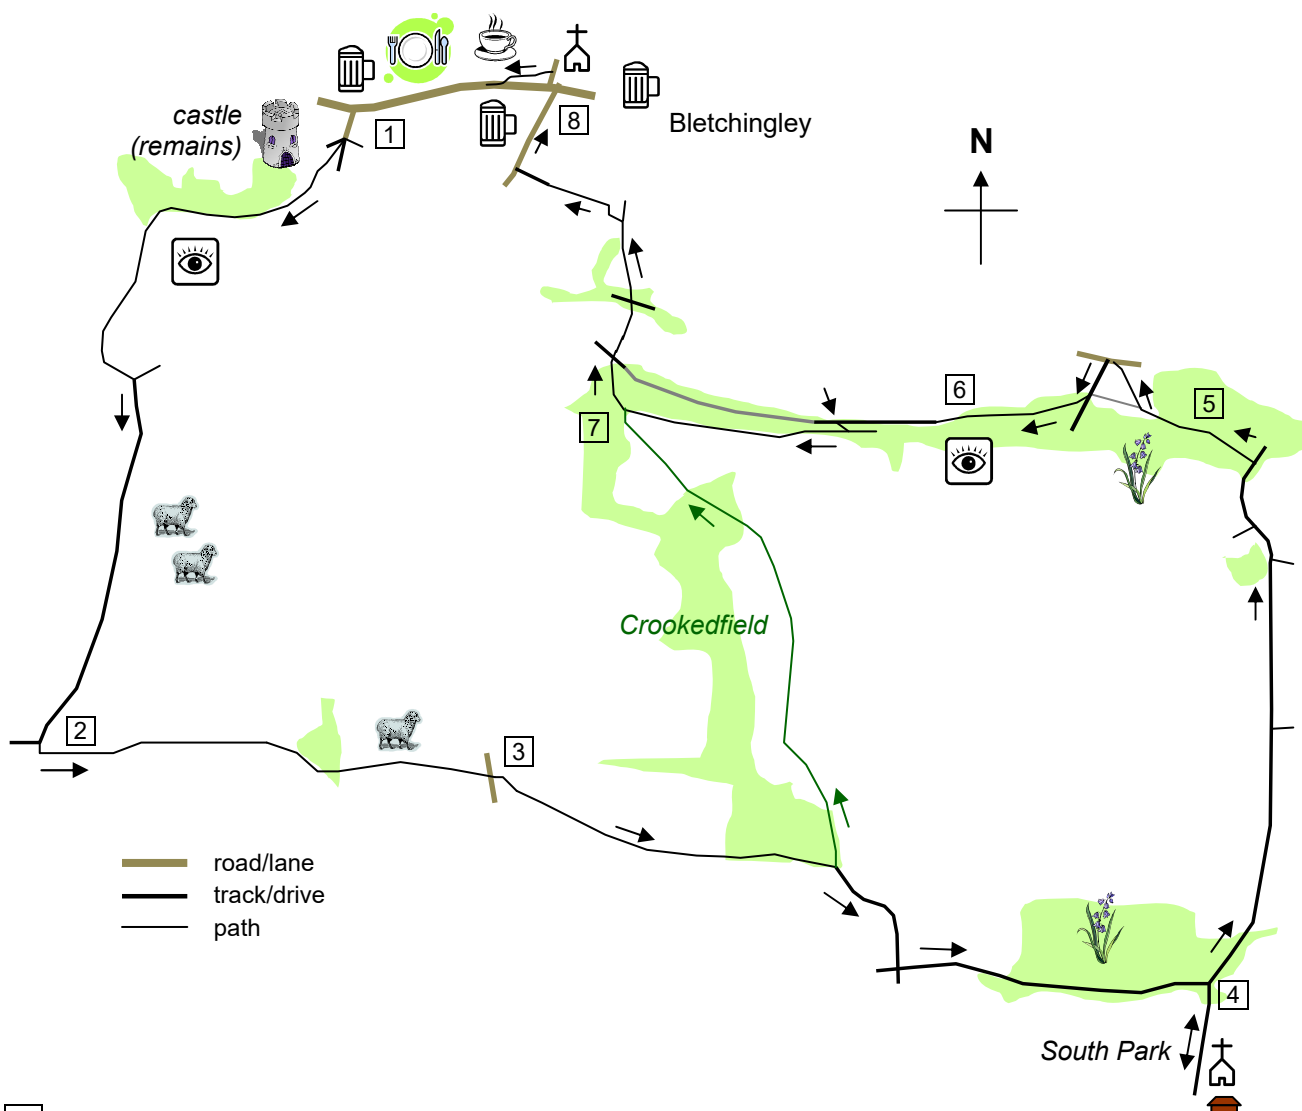 castle
(remains)
1
8
Bletchingley
N
6
5
7
Crookedfield
2
3
road/lane
track/drive
path
4
South Park